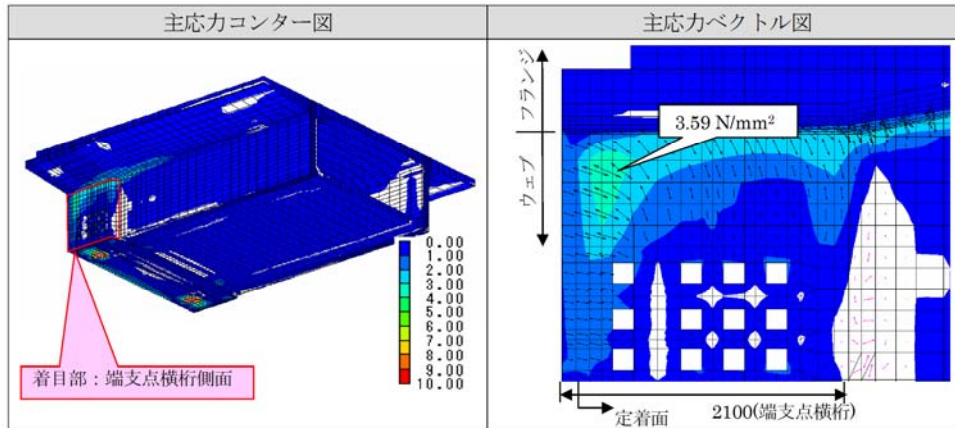 主応力コンター図
主応力ベクトル図
フランジ
ウェブ
3.59 N/mm²
0.00
1.00
2.00
3.00
4.00
5.00
6.00
7.00
8.00
9.00
10.00
着目部：端支点横桁側面
定着面
2100(端支点横桁)